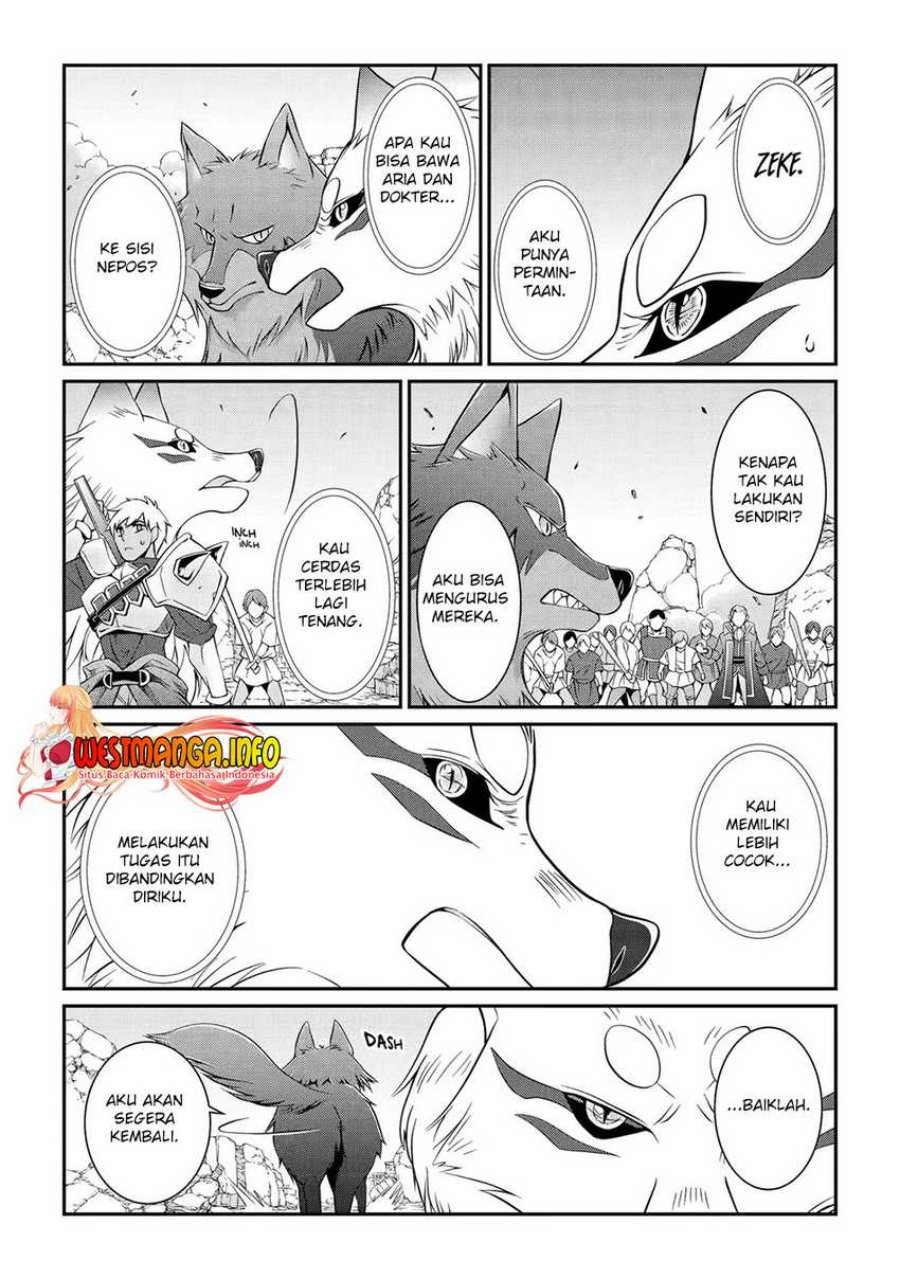 ZEKE.
AKU
PUNYA
PERMIN-
TAAN.
APA KAU
BISA BAWA
ARIA DAN
DOKTER...
KE SISI
NEPOS?
KENAPA
TAK KAU
LAKUKAN
SENDIRI?
AKU BISA
MENGURUS
MEREKA.
KAU
CERDAS
TERLEBIH
LAGI
TENANG.
INCH
INCH
WESTMANGA.INFO
Situs Baca Komik Berbahasa Indonesia
KAU
MEMILIKI
LEBIH
COCOK...
MELAKUKAN
TUGAS ITU
DIBANDINGKAN
DIRIKU.
...BAIKLAH.
DASH
AKU AKAN
SEGERA
KEMBALI.